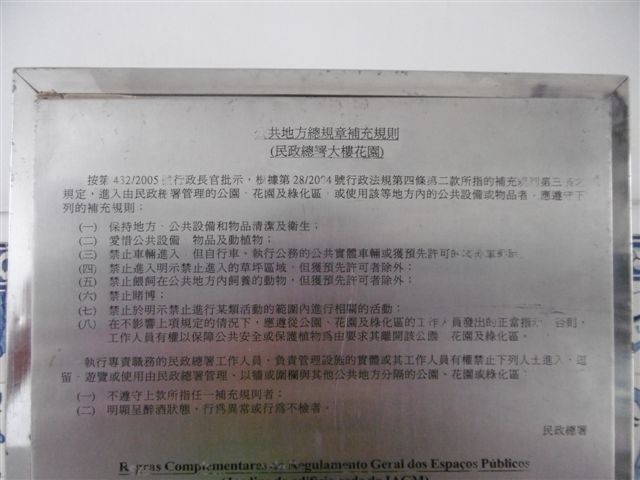 公共地方總規章補充規則
(民政總署大樓花園)
按第 432/2005 號行政長官批示，根據第 28/2004 號行政法規第四條第二款所指的補充規則第三條之
規定，進入由民政總署管理的公園、花園及綠化區，或使用該等地方內的公共設備或物品者，應遵守下
列的補充規則：
(一) 保持地方、公共設備和物品清潔及衛生；
(二) 愛惜公共設備、物品及動植物；
(三) 禁止車輛進入，但自行車、執行公務的公共實體車輛或獲預先許可的
(四) 禁止進入明示禁止進入的草坪區域，但獲預先許可者除外；
(五) 禁止餵飼在公共地方內飼養的動物，但獲預先許可者除外；
(六) 禁止賭博；
(七) 禁止於明示禁止進行某類活動的範圍內進行相關的活動；
(八) 在不影響上項規定的情況下，應遵從公園、花園及綠化區的工作人員發出的正當指示，否則，
工作人員有權以保障公共安全或保護植物為由要求其離開該公園、花園或綠化區。
執行專責職務的民政總署工作人員、負責管理設施的實體或其工作人員有權禁止下列人士進入、逗
留、遊覽或使用由民政總署管理、以牆或圍欄與其他公共地方分隔的公園、花園或綠化區：
(一) 不遵守上款所指任一補充規則者；
(二) 明顯呈醉酒狀態，行為異常或行為不檢者。
民政總署
Regras Complementares do Regulamento Geral dos Espaços Públicos
(Jardim do edifício sede do IACM)